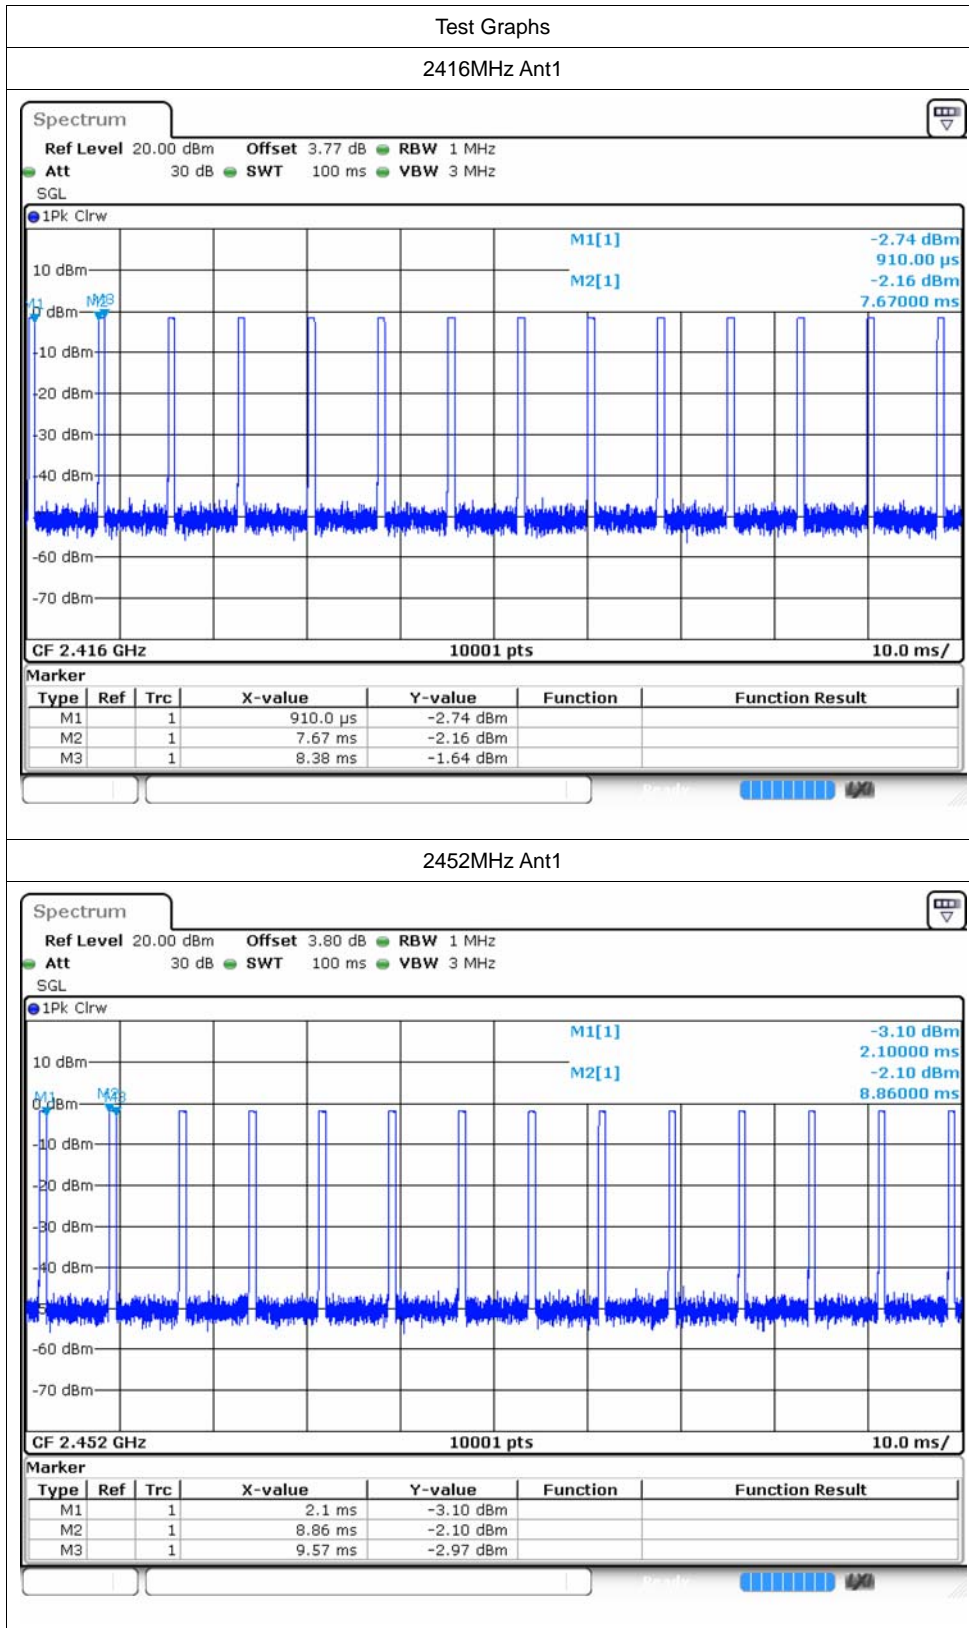 Test Graphs
2416MHz Ant1
Spectrum
Ref Level 20.00 dBm Offset 3.77 dB RBW 1 MHz
Att 30 dB SWT 100 ms VBW 3 MHz
SGL
1Pk Clrw
M1[1] -2.74 dBm
910.00 µs
10 dBm
M2[1] -2.16 dBm
7.67000 ms
0 dBm
-10 dBm
-20 dBm
-30 dBm
-40 dBm
-60 dBm
-70 dBm
CF 2.416 GHz 10001 pts 10.0 ms/
Marker
Type Ref Trc X-value Y-value Function Function Result
M1 1 910.0 µs -2.74 dBm
M2 1 7.67 ms -2.16 dBm
M3 1 8.38 ms -1.64 dBm
2452MHz Ant1
Spectrum
Ref Level 20.00 dBm Offset 3.80 dB RBW 1 MHz
Att 30 dB SWT 100 ms VBW 3 MHz
SGL
1Pk Clrw
M1[1] -3.10 dBm
2.10000 ms
10 dBm
M2[1] -2.10 dBm
8.86000 ms
M1
0 dBm
-10 dBm
-20 dBm
-30 dBm
-40 dBm
-60 dBm
-70 dBm
CF 2.452 GHz 10001 pts 10.0 ms/
Marker
Type Ref Trc X-value Y-value Function Function Result
M1 1 2.1 ms -3.10 dBm
M2 1 8.86 ms -2.10 dBm
M3 1 9.57 ms -2.97 dBm